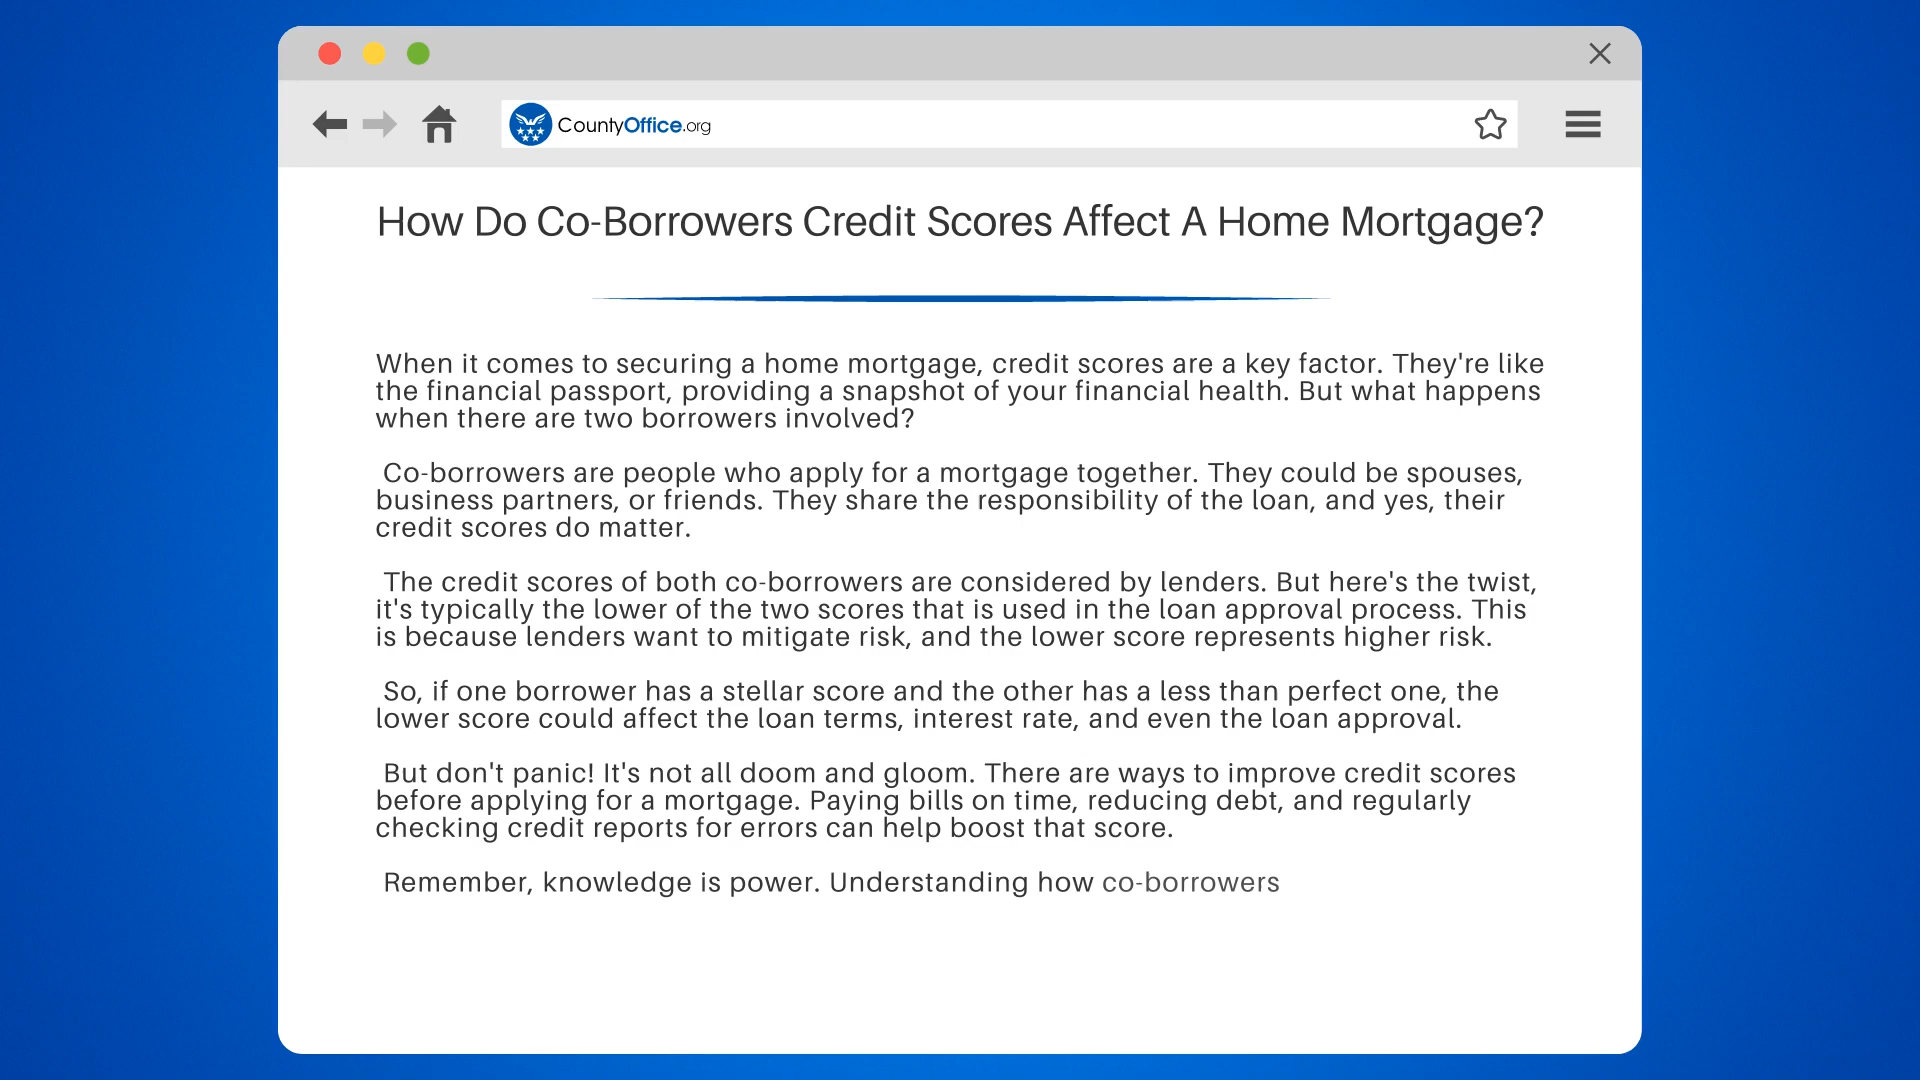 CountyOffice.org
How Do Co-Borrowers Credit Scores Affect A Home Mortgage?
When it comes to securing a home mortgage, credit scores are a key factor. They're like
the financial passport, providing a snapshot of your financial health. But what happens
when there are two borrowers involved?
Co-borrowers are people who apply for a mortgage together. They could be spouses,
business partners, or friends. They share the responsibility of the loan, and yes, their
credit scores do matter.
The credit scores of both co-borrowers are considered by lenders. But here's the twist,
it's typically the lower of the two scores that is used in the loan approval process. This
is because lenders want to mitigate risk, and the lower score represents higher risk.
So, if one borrower has a stellar score and the other has a less than perfect one, the
lower score could affect the loan terms, interest rate, and even the loan approval.
But don't panic! It's not all doom and gloom. There are ways to improve credit scores
before applying for a mortgage. Paying bills on time, reducing debt, and regularly
checking credit reports for errors can help boost that score.
Remember, knowledge is power. Understanding how co-borrowers